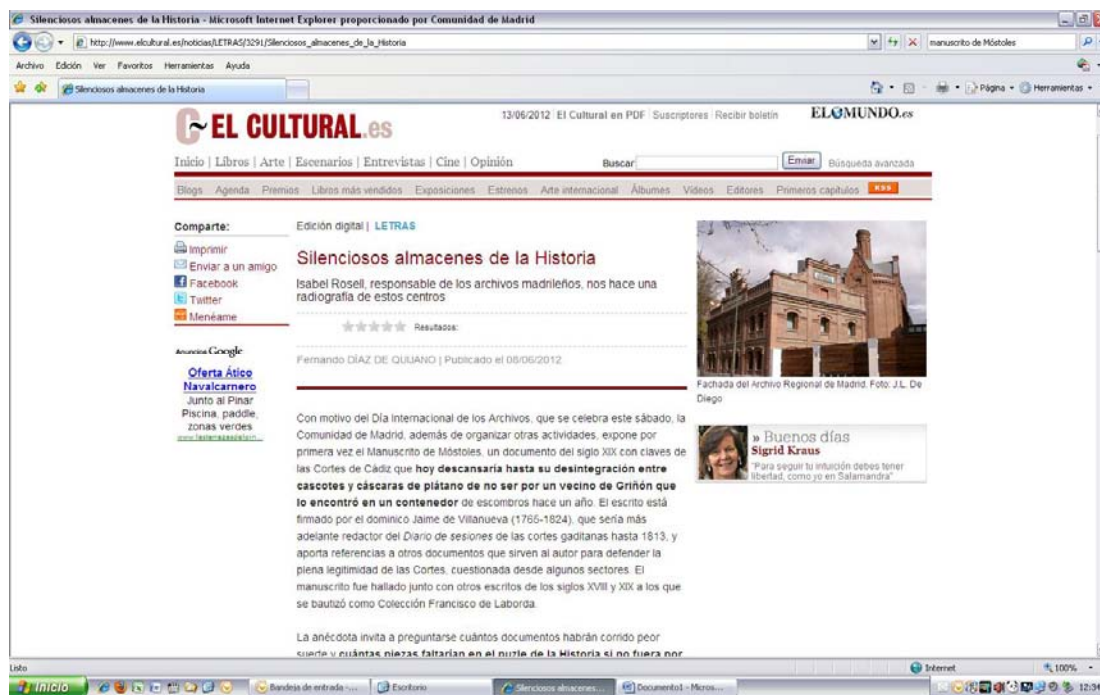 Silenciosos almacenes de la Historia - Microsoft Internet Explorer proporcionado por Comunidad de Madrid
http://www.elcultural.es/noticias/LETRAS/3291/Silenciosos_almacenes_de_la_Historia
manuscrito de Móstoles
Archivo Edición Ver Favoritos Herramientas Ayuda
Silenciosos almacenes de la Historia
Página Herramientas
EL CULTURAL.es
13/06/2012 El Cultural en PDF Suscriptores Recibir boletín
ELMUNDO.es
Inicio | Libros | Arte | Escenarios | Entrevistas | Cine | Opinión
Buscar
Enviar
Búsqueda avanzada
Blogs Agenda Premios Libros más vendidos Exposiciones Estrenos Arte internacional Álbumes Vídeos Editores Primeros capítulos RSS
Comparte:
Imprimir
Enviar a un amigo
Facebook
Twitter
Menéame
Anuncios Google
Oferta Ático
Navalcarnero
Junto al Pinar
Piscina, paddle,
zonas verdes
Edición digital | LETRAS
Silenciosos almacenes de la Historia
Isabel Rosell, responsable de los archivos madrileños, nos hace una
radiografía de estos centros
Resultados:
Fernando DÍAZ DE QUIJANO | Publicado el 08/06/2012
Con motivo del Día Internacional de los Archivos, que se celebra este sábado, la
Comunidad de Madrid, además de organizar otras actividades, expone por
primera vez el Manuscrito de Móstoles, un documento del siglo XIX con claves de
las Cortes de Cádiz que hoy descansaría hasta su desintegración entre
cascotes y cáscaras de plátano de no ser por un vecino de Griñón que
lo encontró en un contenedor de escombros hace un año. El escrito está
firmado por el dominico Jaime de Villanueva (1765-1824), que sería más
adelante redactor del Diario de sesiones de las cortes gaditanas hasta 1813, y
aporta referencias a otros documentos que sirven al autor para defender la
plena legitimidad de las Cortes, cuestionada desde algunos sectores. El
manuscrito fue hallado junto con otros escritos de los siglos XVIII y XIX a los que
se bautizó como Colección Francisco de Laborda.
La anécdota invita a preguntarse cuántos documentos habrán corrido peor
suerte y cuántas piezas faltarían en el puzle de la Historia si no fuera por
Fachada del Archivo Regional de Madrid. Foto: J.L. De
Diego
» Buenos días
Sigrid Kraus
"Para seguir tu intuición debes tener
libertad, como yo en Salamandra"
Listo
Internet
100%
Inicio
Bandeja de entrada -...
Escritorio
Silenciosos almacenes...
Documento1 - Micros...
12:34